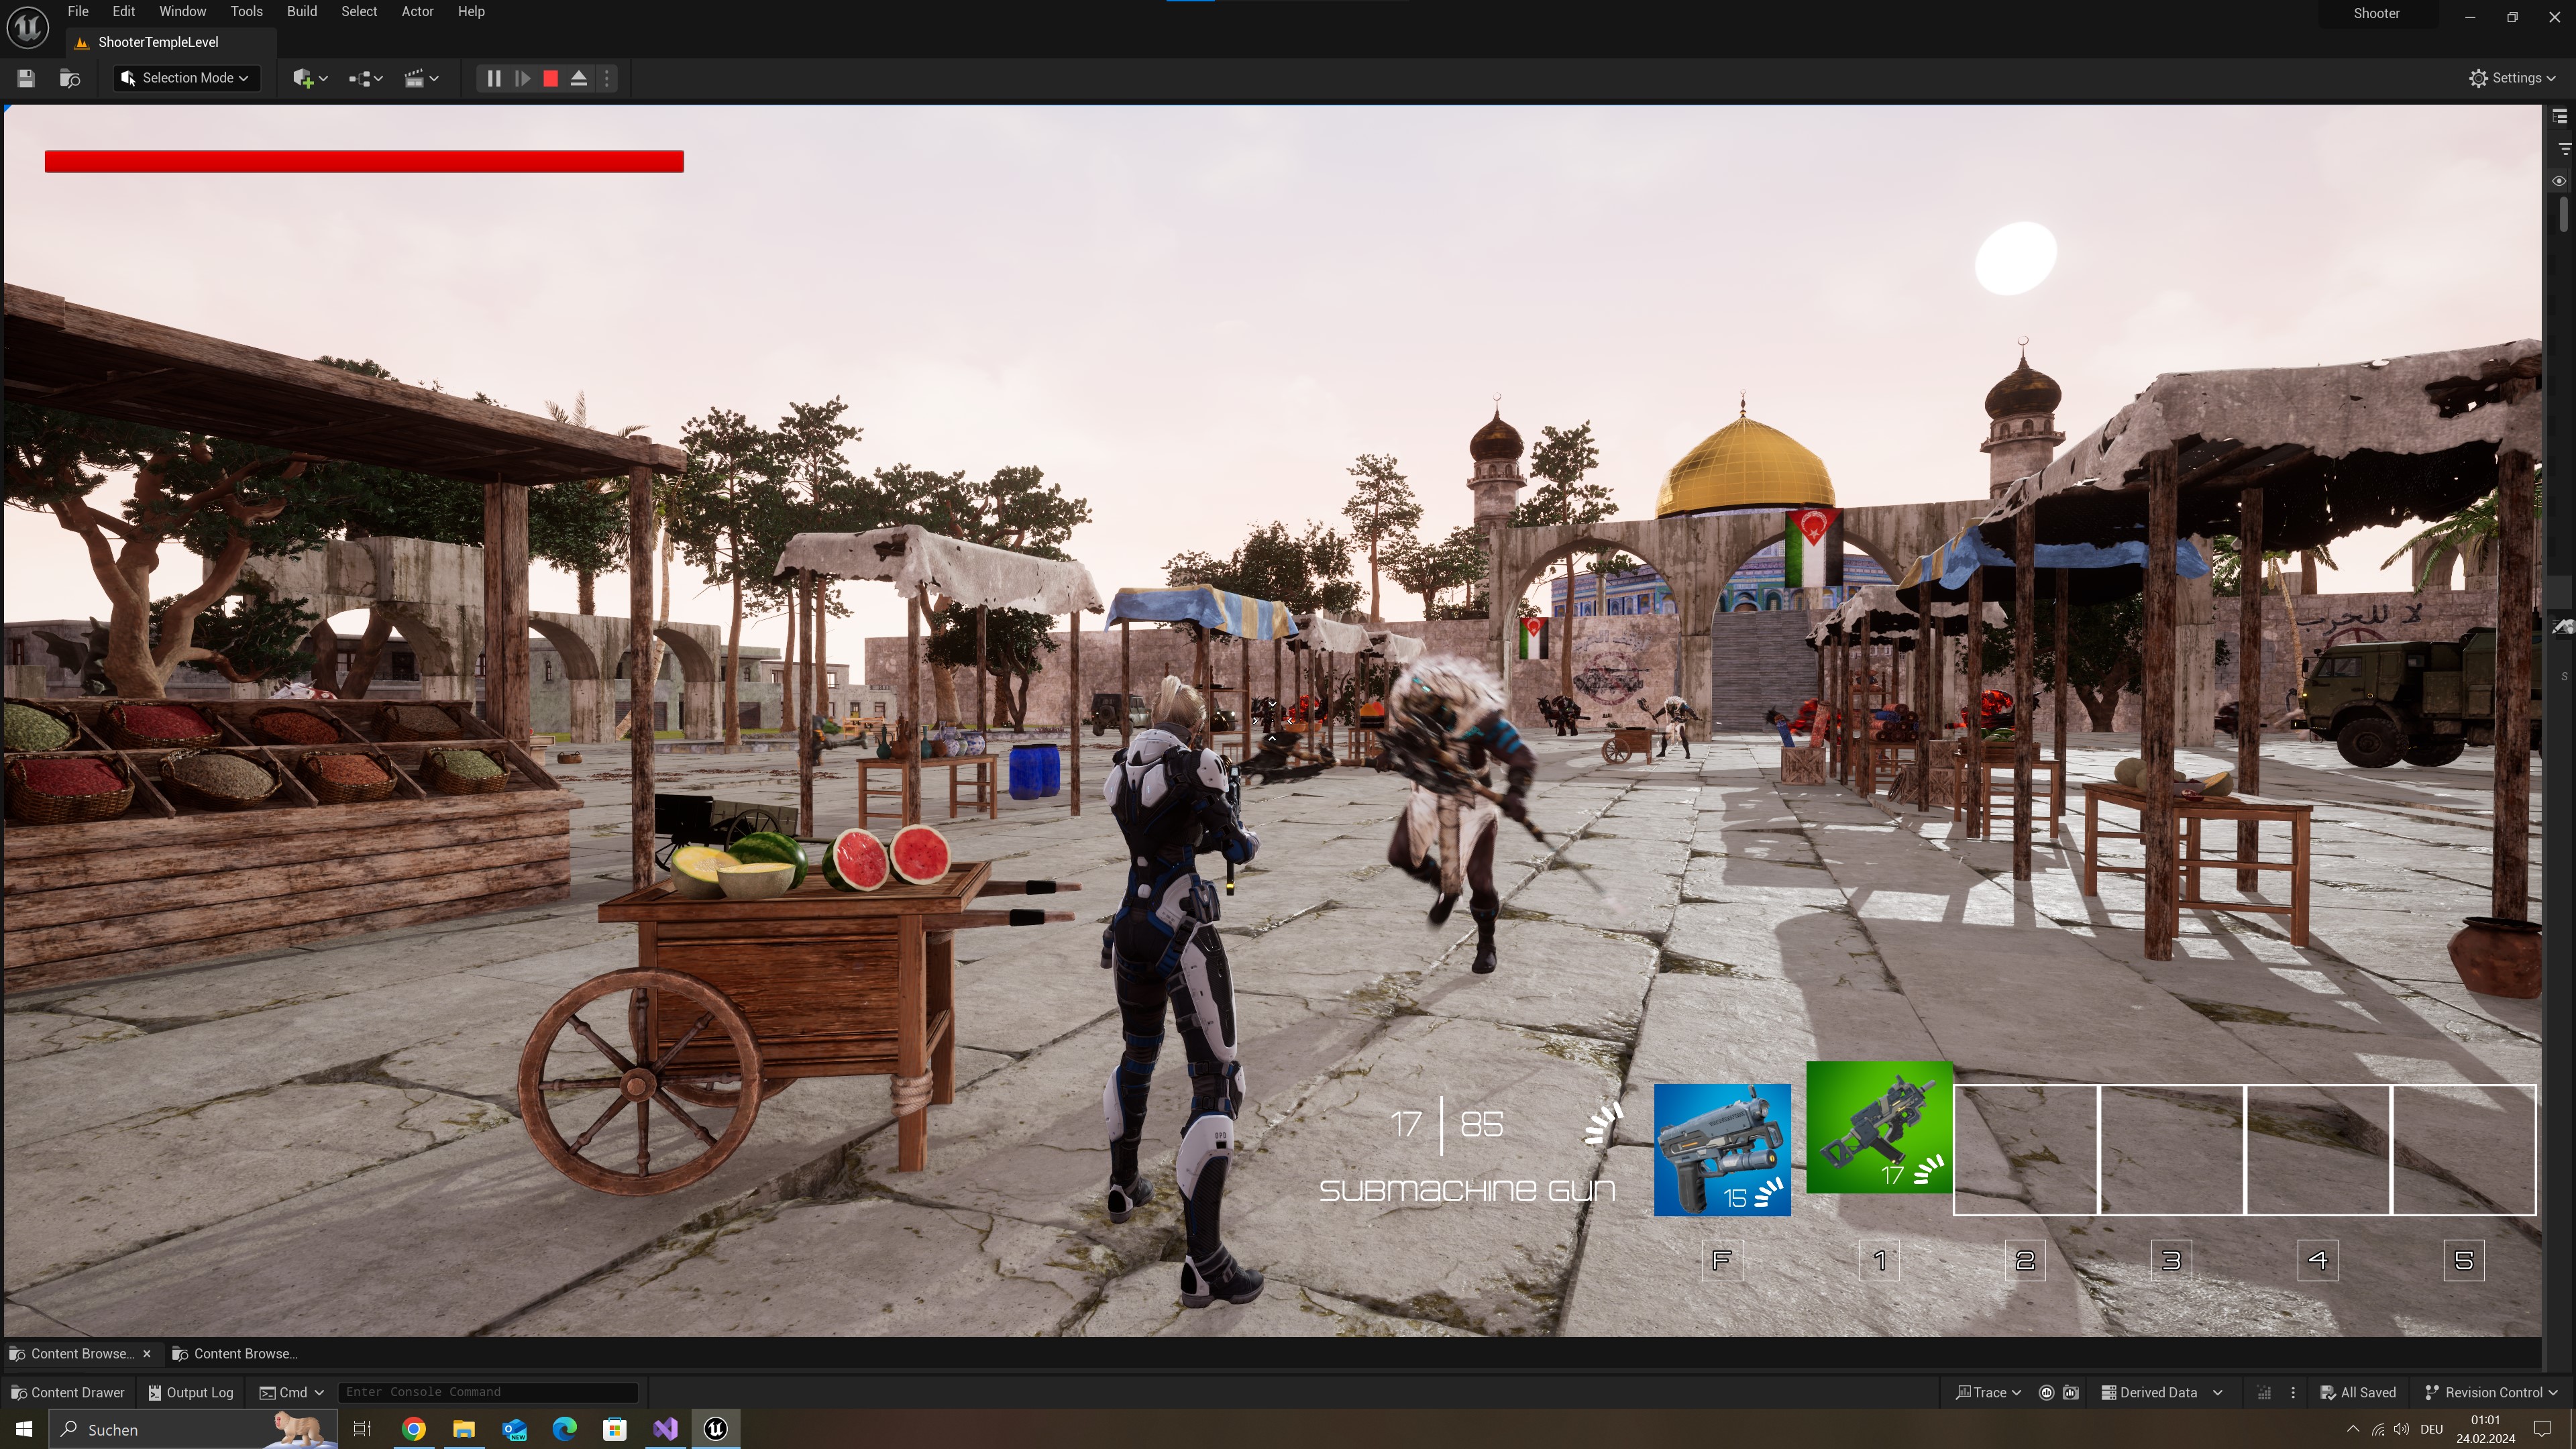 File Edit Window Tools Build Select Actor Help
Shooter
ShooterTempleLevel
Selection Mode
Settings
لا للحرب
17 | 85
SUBMACHINE GUN
15
17
F 1 2 3 4 5
Content Browse...
Content Browse...
Content Drawer
Output Log
Cmd
Enter Console Command
Trace
Derived Data
All Saved
Revision Control
Suchen
DEU
01:01
24.02.2024